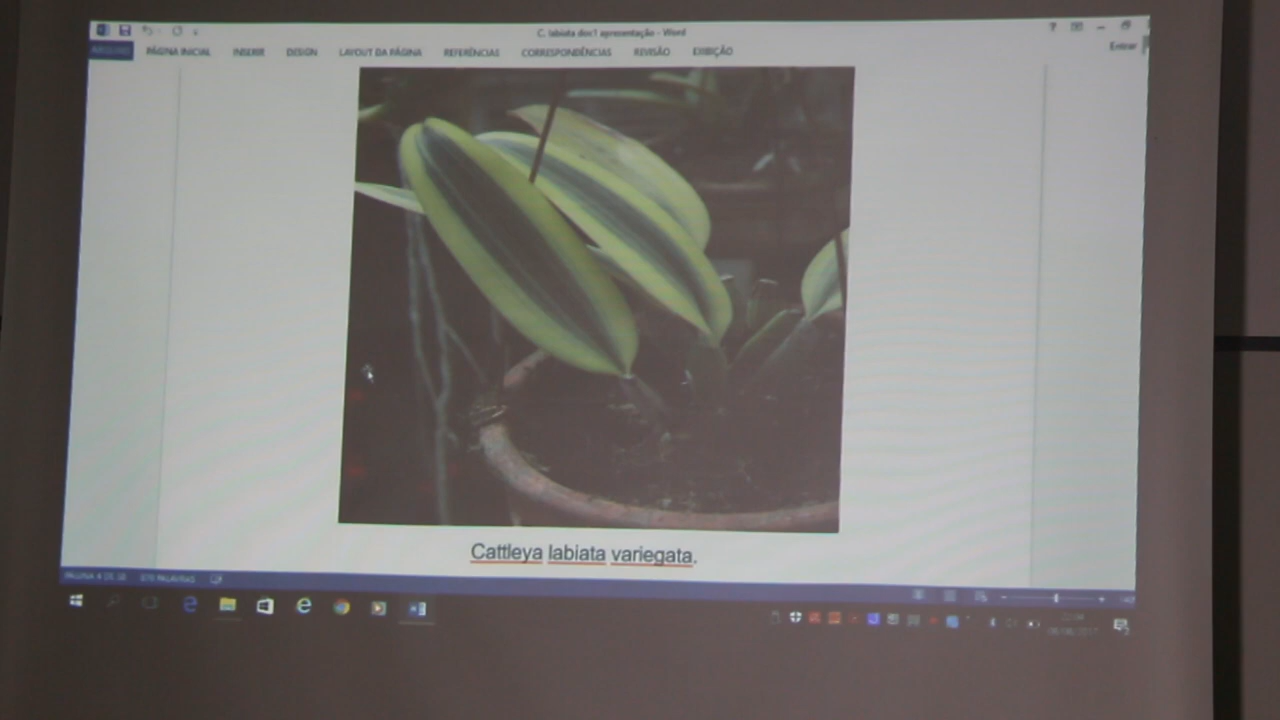 C. labiata doc1 apresentação - Word
ARQUIVO PÁGINA INICIAL INSERIR DESIGN LAYOUT DA PÁGINA REFERÊNCIAS CORRESPONDÊNCIAS REVISÃO EXIBIÇÃO Entrar
Cattleya labiata variegata.